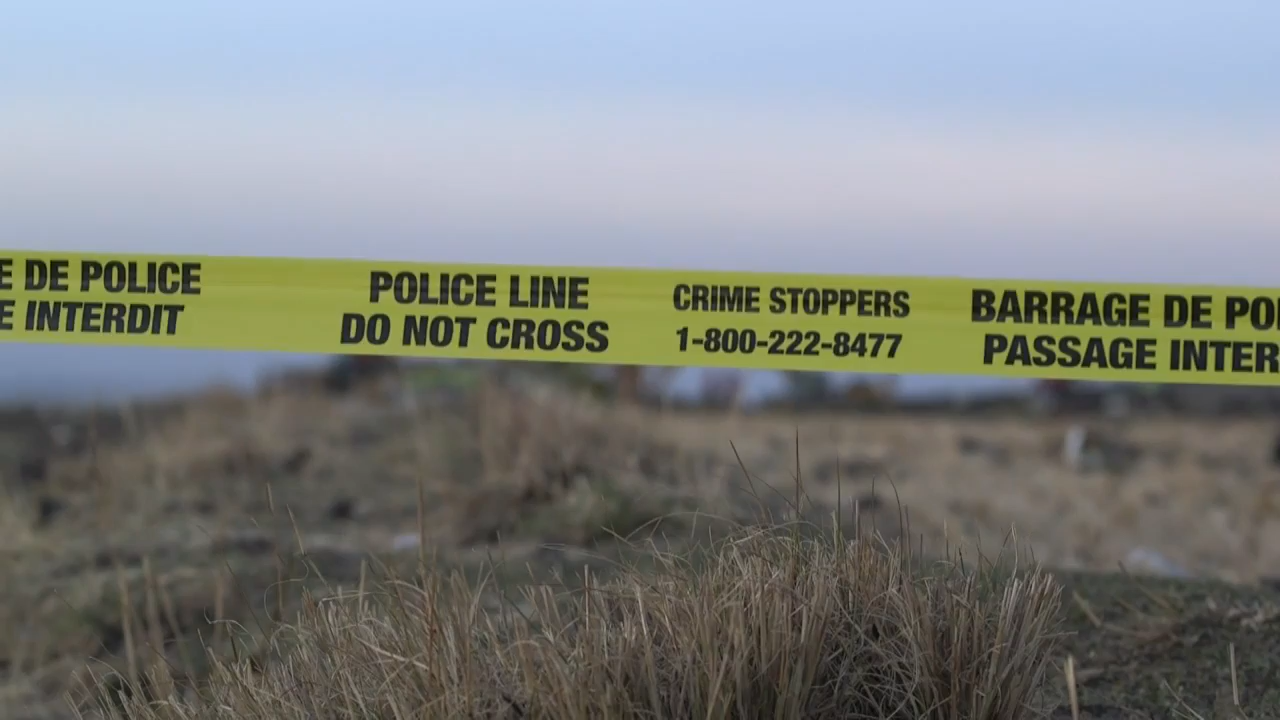 E DE POLICE
E INTERDIT
POLICE LINE
DO NOT CROSS
CRIME STOPPERS
1-800-222-8477
BARRAGE DE PO
PASSAGE INTER